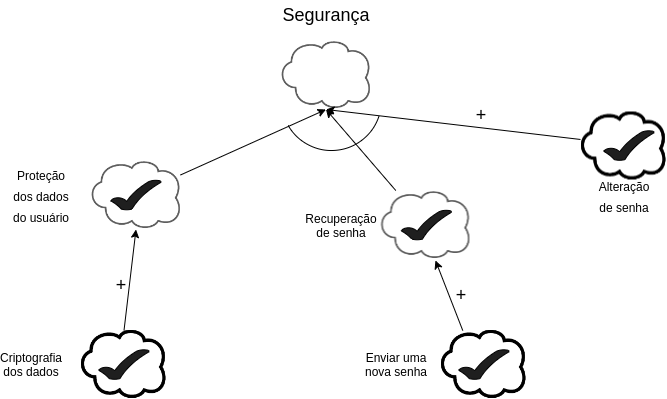 Segurança
+
Alteração
de senha
Proteção
dos dados
do usuário
Recuperação
de senha
+
+
Criptografia
dos dados
Enviar uma
nova senha